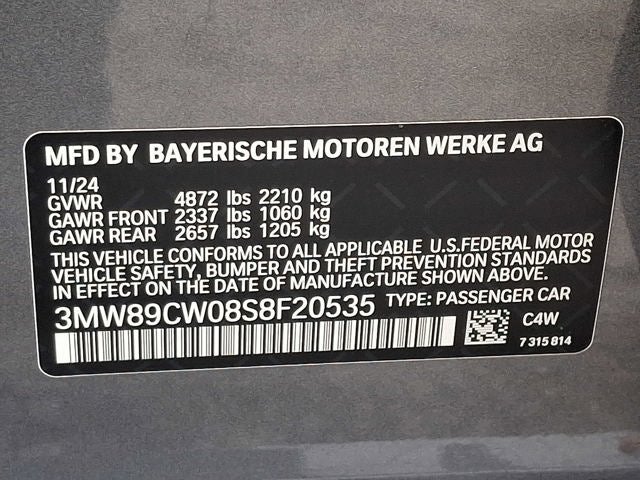 MFD BY BAYERISCHE MOTOREN WERKE AG
11/24
GVWR 4872 lbs 2210 kg
GAWR FRONT 2337 lbs 1060 kg
GAWR REAR 2657 lbs 1205 kg
THIS VEHICLE CONFORMS TO ALL APPLICABLE U.S.FEDERAL MOTOR
VEHICLE SAFETY, BUMPER AND THEFT PREVENTION STANDARDS
IN EFFECT ON THE DATE OF MANUFACTURE SHOWN ABOVE.
3MW89CW08S8F20535 TYPE: PASSENGER CAR
C4W
7 315 814